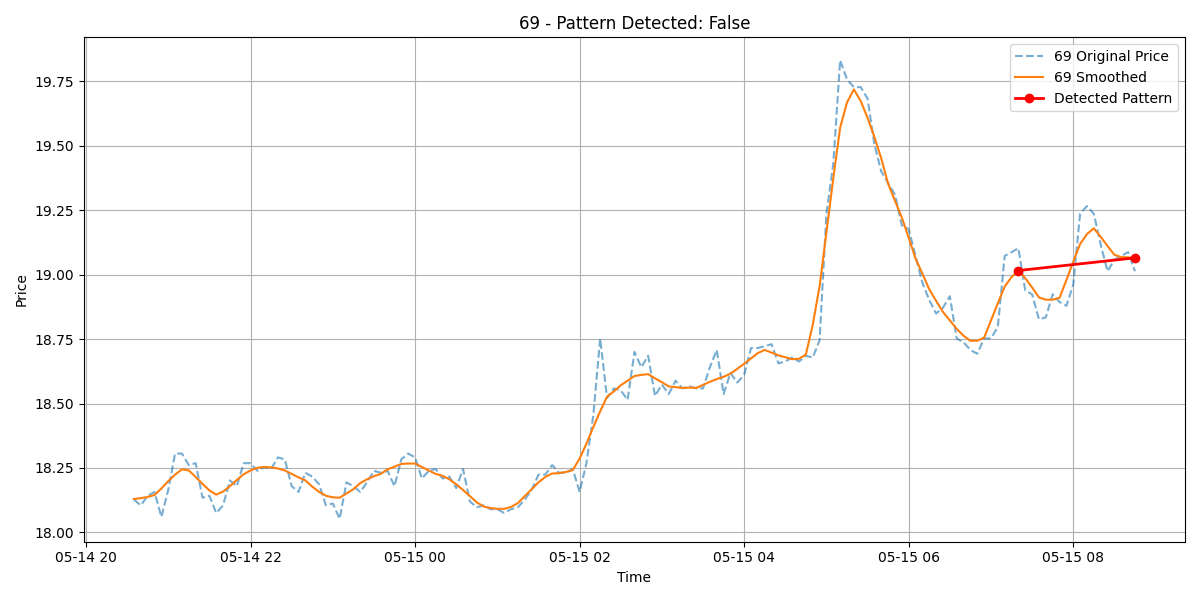 69 - Pattern Detected: False
69 Original Price
69 Smoothed
Detected Pattern
Price
19.75
19.50
19.25
19.00
18.75
18.50
18.25
18.00
05-14 20
05-14 22
05-15 00
05-15 02
05-15 04
05-15 06
05-15 08
Time